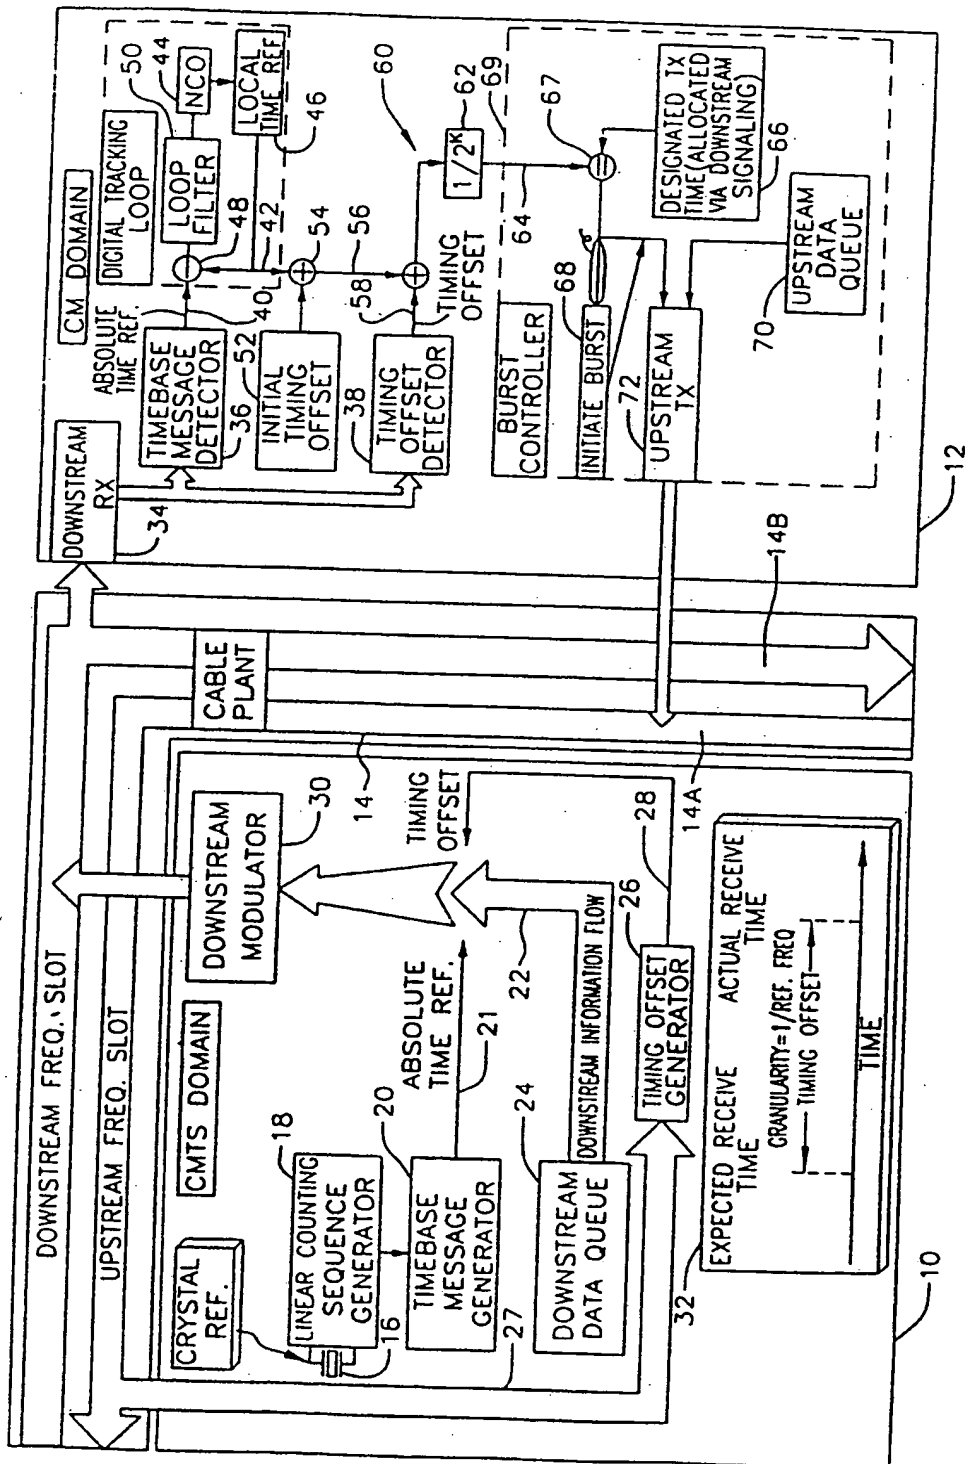 DOWNSTREAM FREQ. SLOT
UPSTREAM FREQ. SLOT
CMTS DOMAIN
CRYSTAL
REF.
16
18
LINEAR COUNTING
SEQUENCE
GENERATOR
20
TIMEBASE
MESSAGE
GENERATOR
ABSOLUTE
TIME REF.
21
22
24
DOWNSTREAM
DATA QUEUE
DOWNSTREAM INFORMATION FLOW
27
26
TIMING OFFSET
GENERATOR
28
TIMING
OFFSET
30
DOWNSTREAM
MODULATOR
32
EXPECTED RECEIVE
TIME
ACTUAL RECEIVE
TIME
GRANULARITY=1/REF. FREQ
TIMING OFFSET
TIME
10
CABLE
PLANT
14
14A
14B
CM DOMAIN
DOWNSTREAM
RX
34
ABSOLUTE
TIME REF.
40
TIMEBASE
MESSAGE
DETECTOR
36
DIGITAL TRACKING
LOOP
LOOP
FILTER
50
NCO
44
LOCAL
TIME REF
46
48
42
52
INITIAL
TIMING
OFFSET
54
56
38
TIMING
OFFSET
DETECTOR
58
TIMING
OFFSET
60
1/2ᴷ
62
64
69
67
BURST
CONTROLLER
68
INITIATE BURST
DESIGNATED TX
TIME(ALLOCATED
VIA DOWNSTREAM
SIGNALING)
66
72
UPSTREAM
TX
70
UPSTREAM
DATA
QUEUE
12